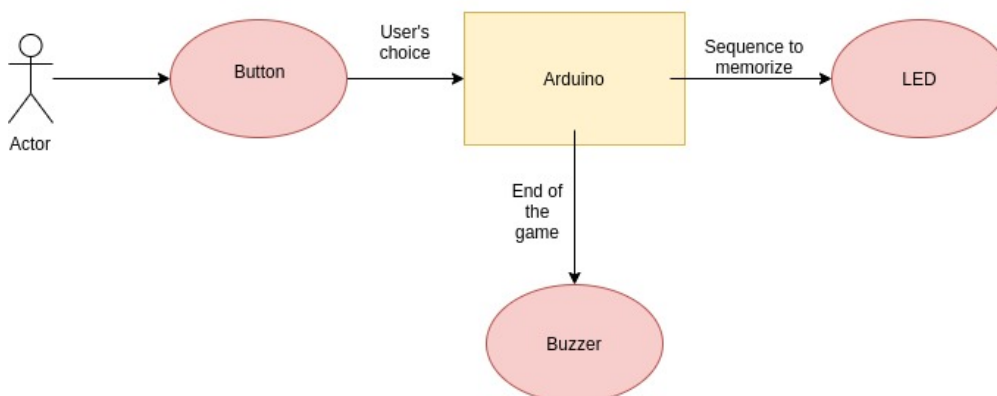 Actor
Button
User's
choice
Arduino
Sequence to
memorize
LED
End of
the
game
Buzzer